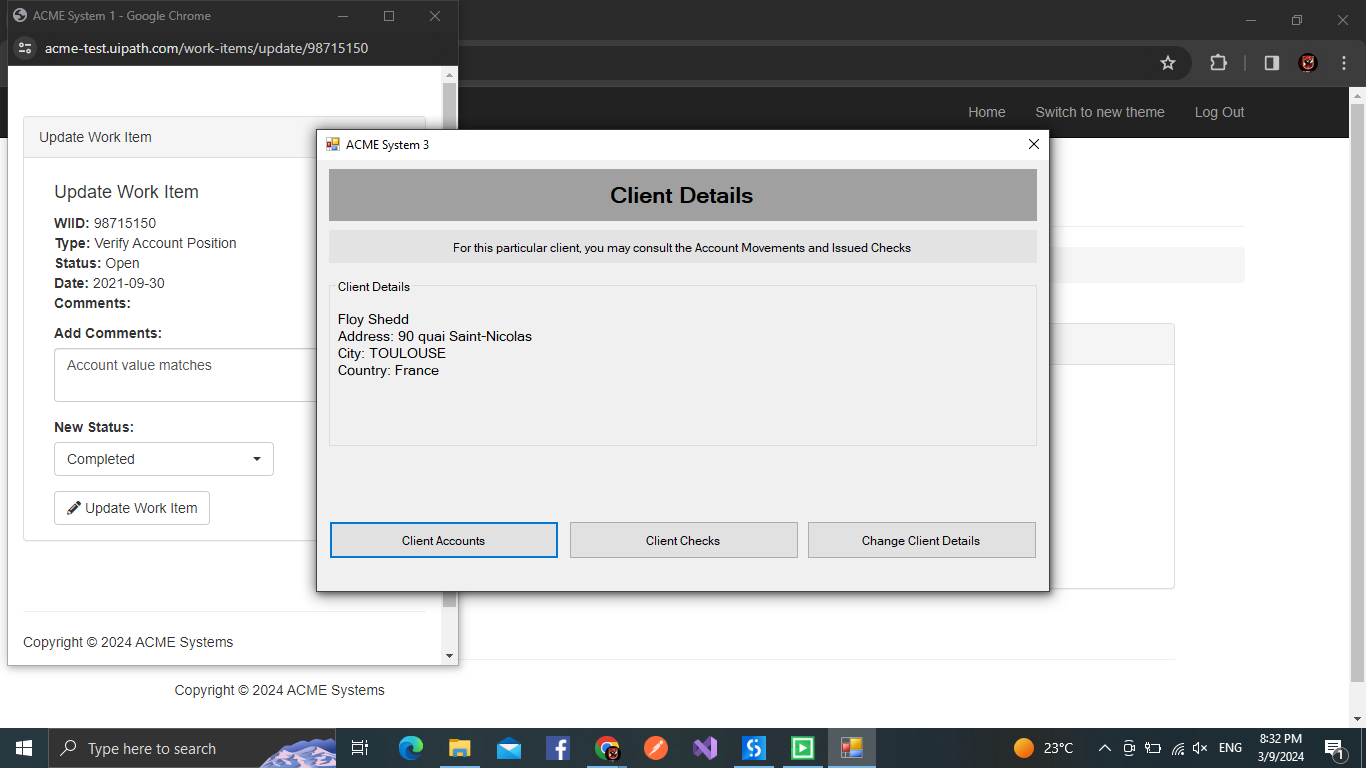 ACME System 1 - Google Chrome
acme-test.uipath.com/work-items/update/98715150
Home
Switch to new theme
Log Out
Update Work Item
Update Work Item
WIID: 98715150
Type: Verify Account Position
Status: Open
Date: 2021-09-30
Comments:
Add Comments:
Account value matches
New Status:
Completed
Update Work Item
Copyright © 2024 ACME Systems
ACME System 3
Client Details
For this particular client, you may consult the Account Movements and Issued Checks
Client Details
Floy Shedd
Address: 90 quai Saint-Nicolas
City: TOULOUSE
Country: France
Client Accounts
Client Checks
Change Client Details
Copyright © 2024 ACME Systems
Type here to search
23°C
ENG
8:32 PM
3/9/2024
1